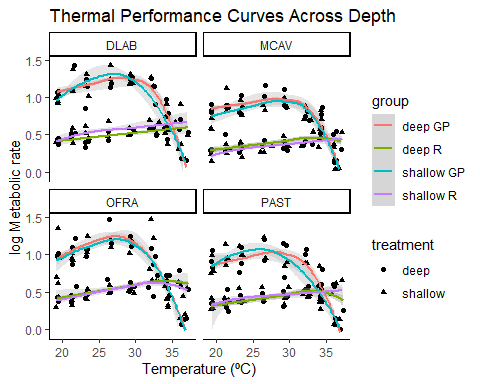 Thermal Performance Curves Across Depth
DLAB
MCAV
1.5
1.0
0.5
0.0
OFRA
PAST
1.5
1.0
0.5
0.0
log Metabolic rate
20 25 30 35
20 25 30 35
Temperature (ºC)
group
deep GP
deep R
shallow GP
shallow R
treatment
deep
shallow